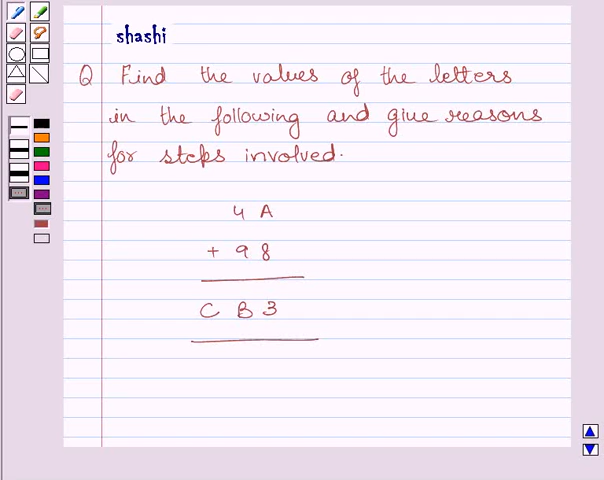 shashi
Q Find the values of the letters
in the following and give reasons
for steps involved.
4 A
+ 9 8
C B 3